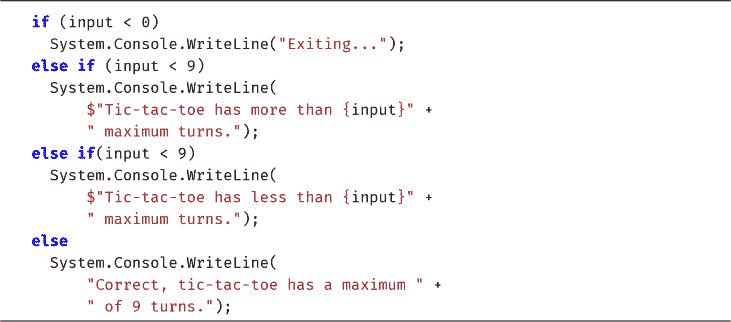 if (input < 0)
  System.Console.WriteLine("Exiting...");
else if (input < 9)
  System.Console.WriteLine(
      $"Tic-tac-toe has more than {input}" +
      " maximum turns.");
else if(input < 9)
  System.Console.WriteLine(
      $"Tic-tac-toe has less than {input}" +
      " maximum turns.");
else
  System.Console.WriteLine(
      "Correct, tic-tac-toe has a maximum " +
      " of 9 turns.");